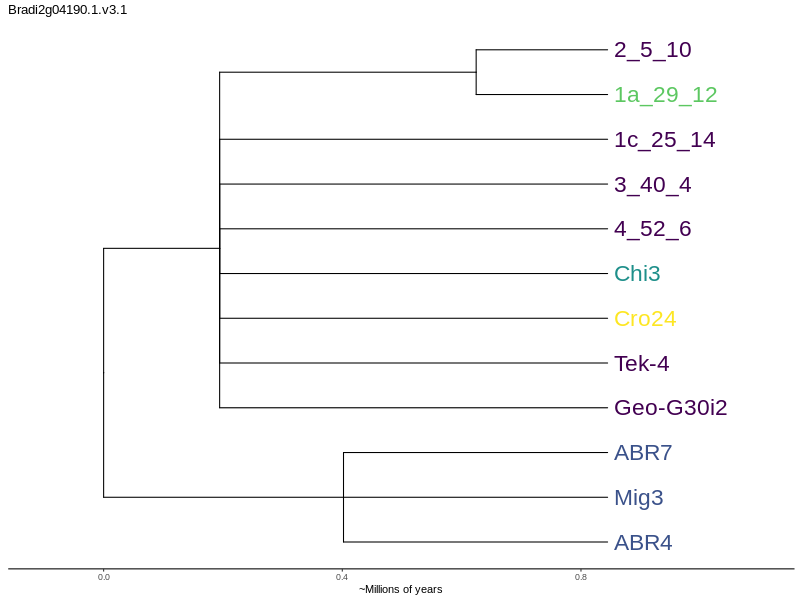 Bradi2g04190.1.v3.1
2_5_10
1a_29_12
1c_25_14
3_40_4
4_52_6
Chi3
Cro24
Tek-4
Geo-G30i2
ABR7
Mig3
ABR4
0.0 0.4 0.8
~Millions of years